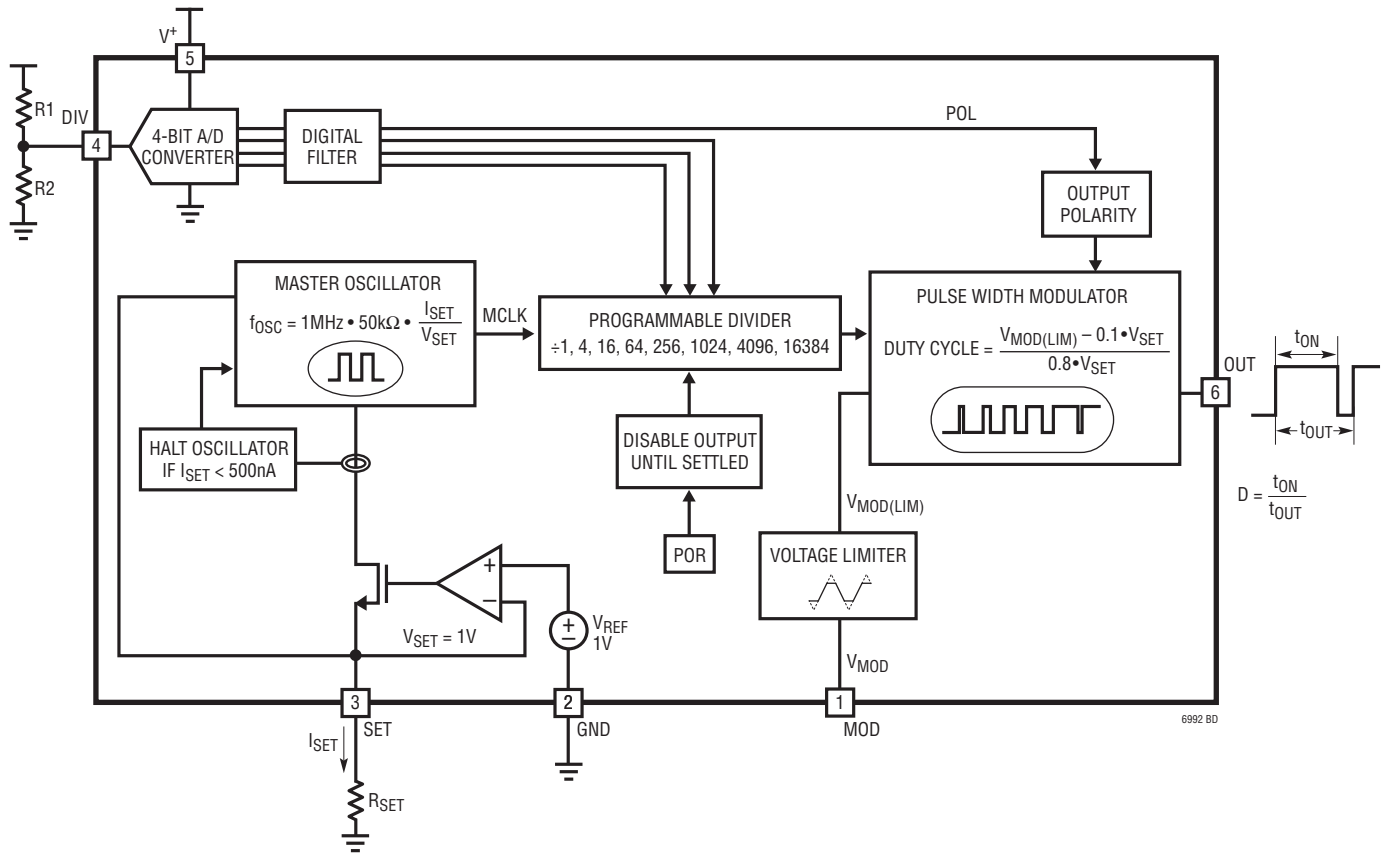 V+
5
R1
DIV
4
R2
4-BIT A/D
CONVERTER
DIGITAL
FILTER
POL
OUTPUT
POLARITY
MASTER OSCILLATOR
fOSC = 1MHz • 50kΩ • ISET
VSET
MCLK
PROGRAMMABLE DIVIDER
÷1, 4, 16, 64, 256, 1024, 4096, 16384
PULSE WIDTH MODULATOR
DUTY CYCLE = VMOD(LIM) – 0.1•VSET
0.8•VSET
OUT
6
tON
tOUT
D = tON
tOUT
HALT OSCILLATOR
IF ISET < 500nA
DISABLE OUTPUT
UNTIL SETTLED
POR
VMOD(LIM)
VOLTAGE LIMITER
VMOD
+
–
VSET = 1V
+
–
VREF
1V
3
SET
2
GND
1
MOD
6992 BD
ISET
RSET